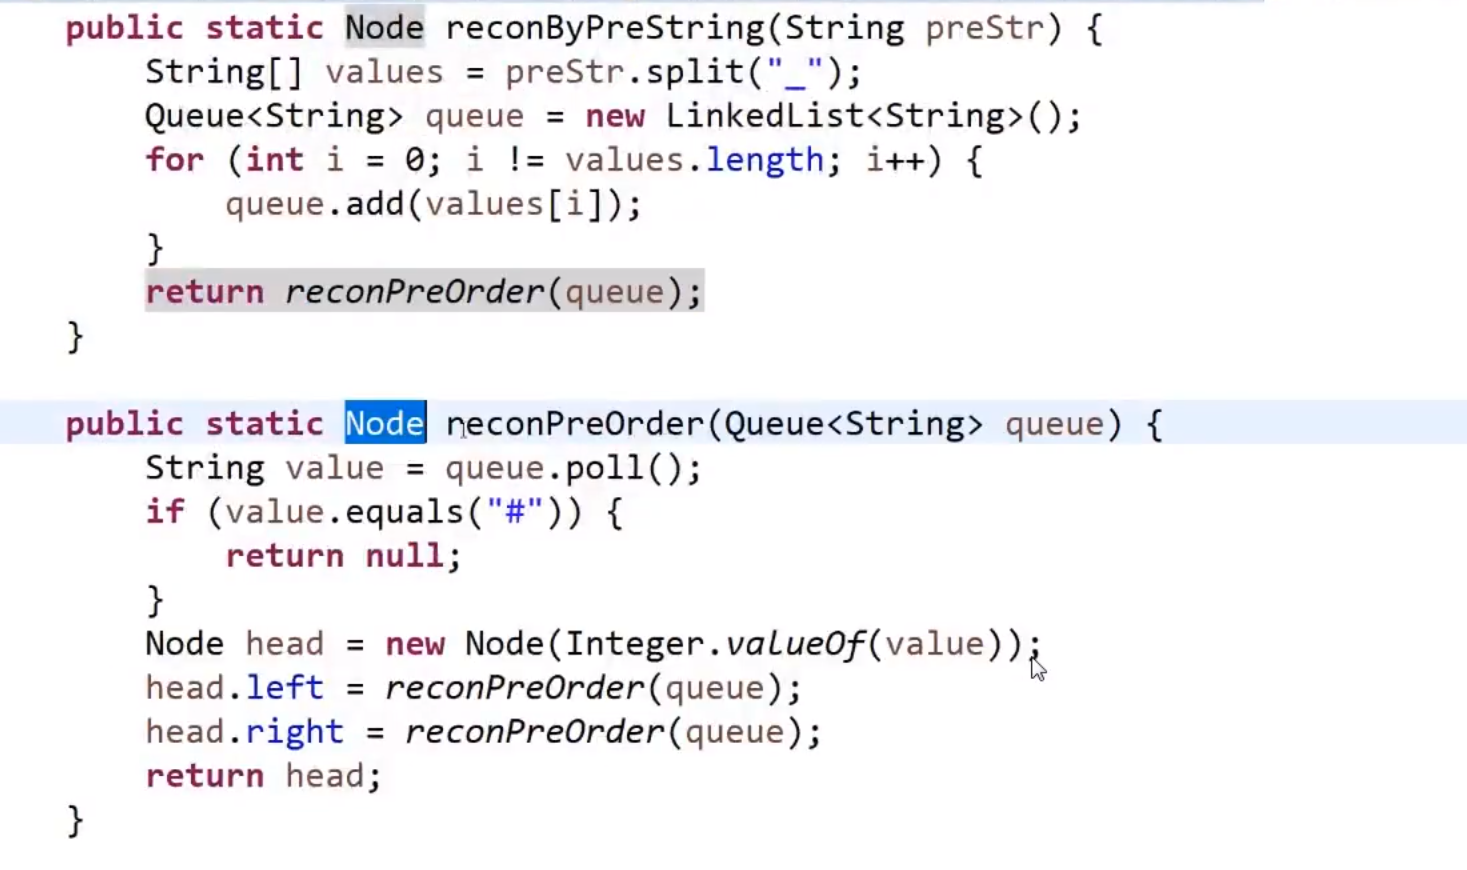 public static Node reconByPreString(String preStr) {
String[] values = preStr.split("_");
Queue<String> queue = new LinkedList<String>();
for (int i = 0; i != values.length; i++) {
queue.add(values[i]);
}
return reconPreOrder(queue);
}
public static Node reconPreOrder(Queue<String> queue) {
String value = queue.poll();
if (value.equals("#")) {
return null;
}
Node head = new Node(Integer.valueOf(value));
head.left = reconPreOrder(queue);
head.right = reconPreOrder(queue);
return head;
}